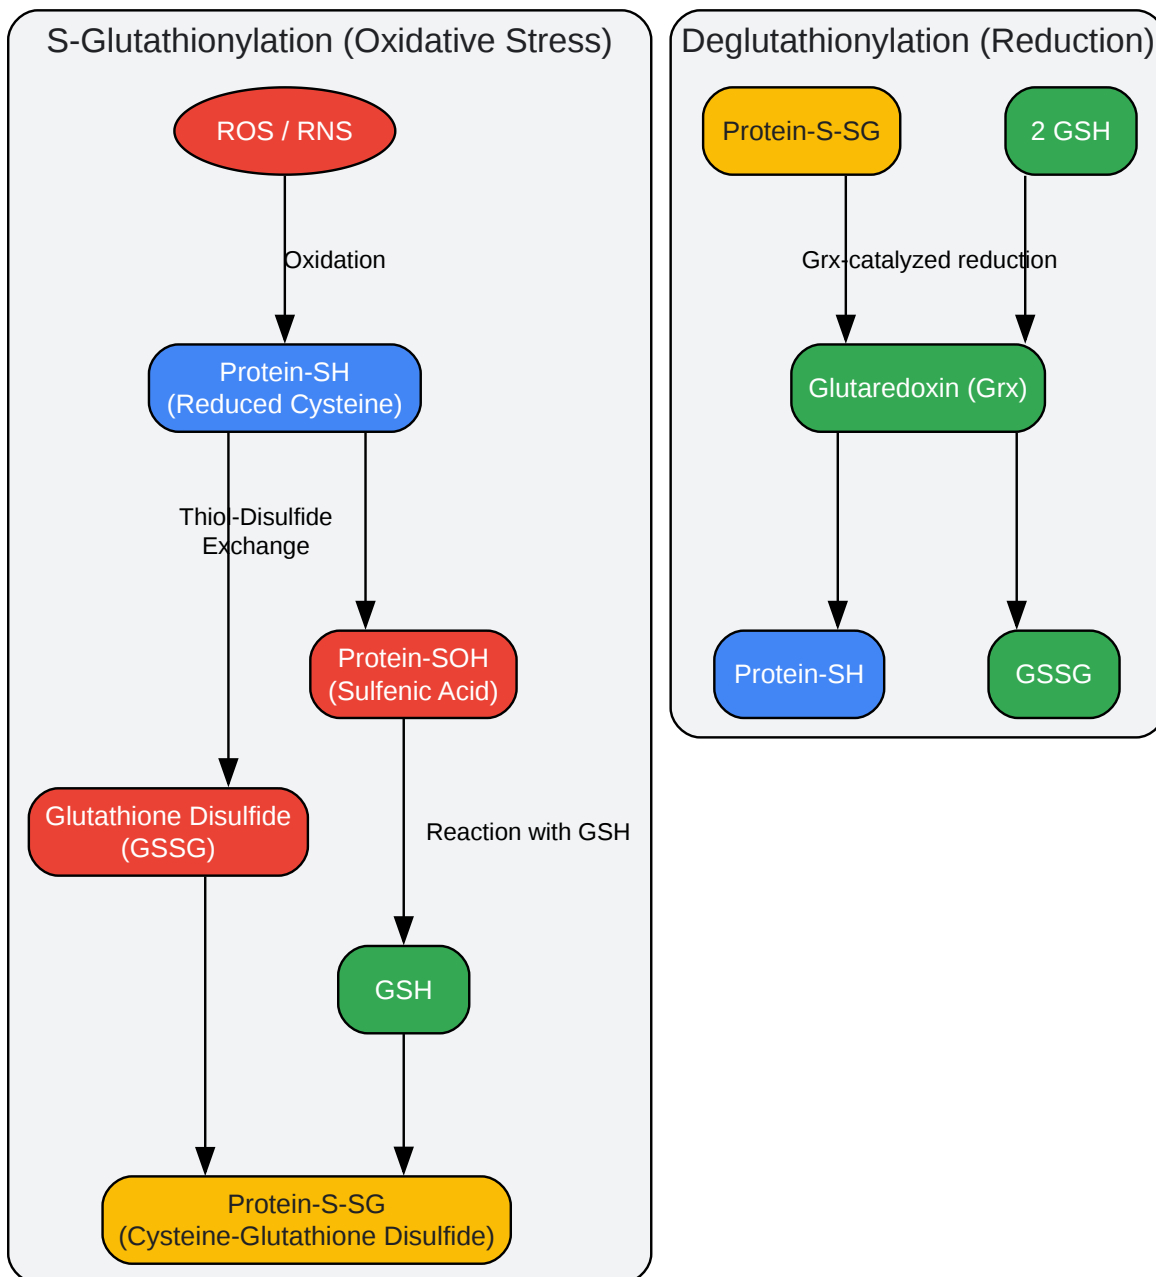 S-Glutathionylation (Oxidative Stress)
ROS / RNS
Oxidation
Protein-SH
(Reduced Cysteine)
Thiol-Disulfide
Exchange
Protein-SOH
(Sulfenic Acid)
Glutathione Disulfide
(GSSG)
Reaction with GSH
GSH
Protein-S-SG
(Cysteine-Glutathione Disulfide)
Deglutathionylation (Reduction)
Protein-S-SG
2 GSH
Grx-catalyzed reduction
Glutaredoxin (Grx)
Protein-SH
GSSG